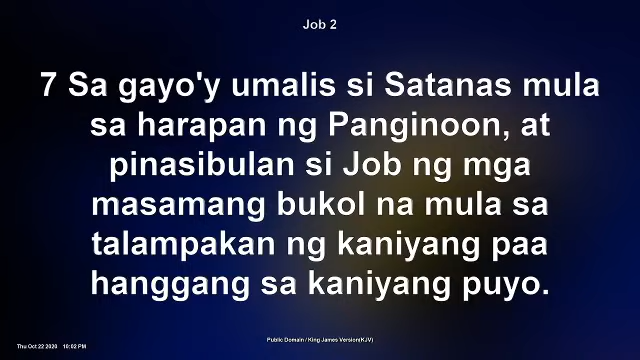 Job 2
7 Sa gayo'y umalis si Satanas mula
sa harapan ng Panginoon, at
pinasibulan si Job ng mga
masamang bukol na mula sa
talampakan ng kaniyang paa
hanggang sa kaniyang puyo.
Public Domain / King James Version(KJV)
Thu Oct 22 2020 10:02 PM